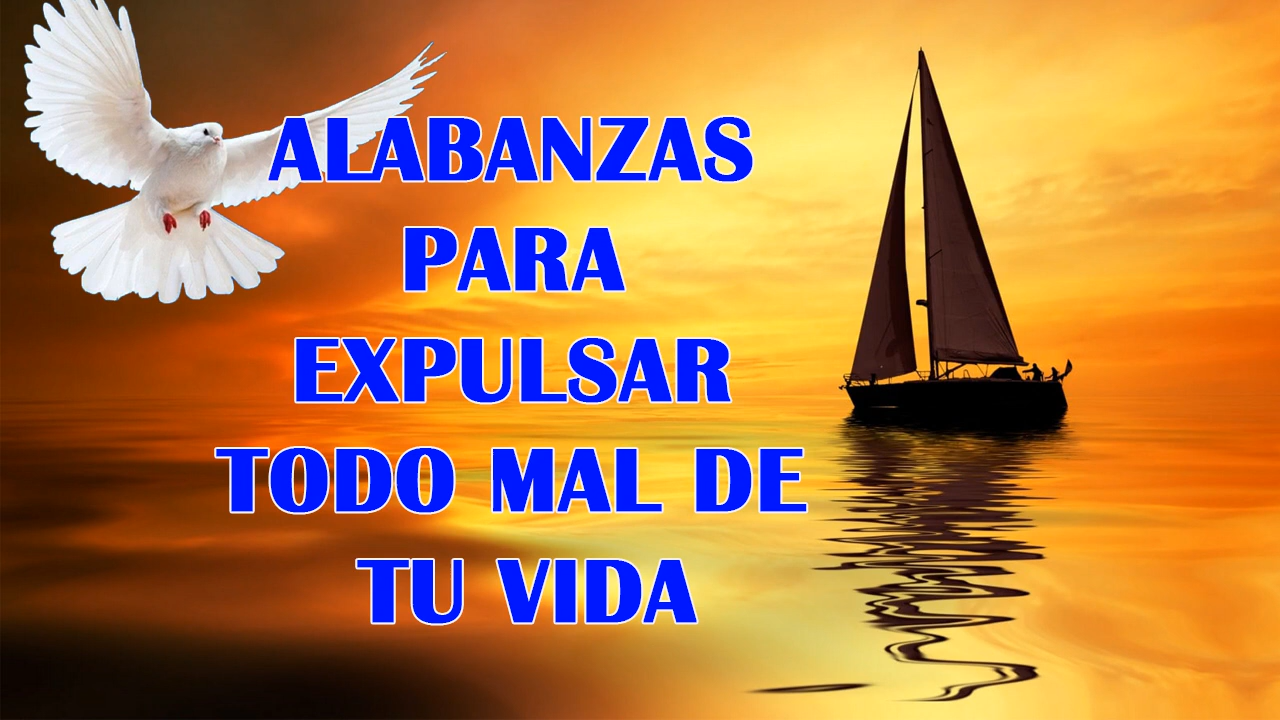 ALABANZAS
PARA
EXPULSAR
TODO MAL DE
TU VIDA